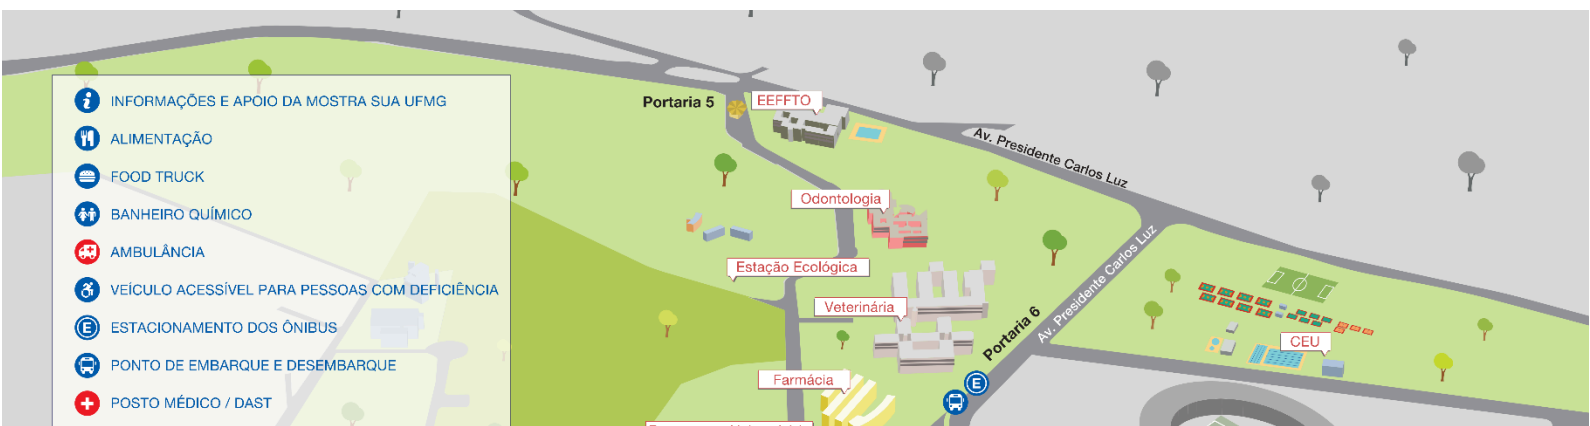 INFORMAÇÕES E APOIO DA MOSTRA SUA UFMG
ALIMENTAÇÃO
FOOD TRUCK
BANHEIRO QUÍMICO
AMBULÂNCIA
VEÍCULO ACESSÍVEL PARA PESSOAS COM DEFICIÊNCIA
E
ESTACIONAMENTO DOS ÔNIBUS
PONTO DE EMBARQUE E DESEMBARQUE
POSTO MÉDICO / DAST
Portaria 5
EEFFTO
Av. Presidente Carlos Luz
Odontologia
Estação Ecológica
Av. Presidente Carlos Luz
Veterinária
Portaria 6
CEU
Farmácia
E